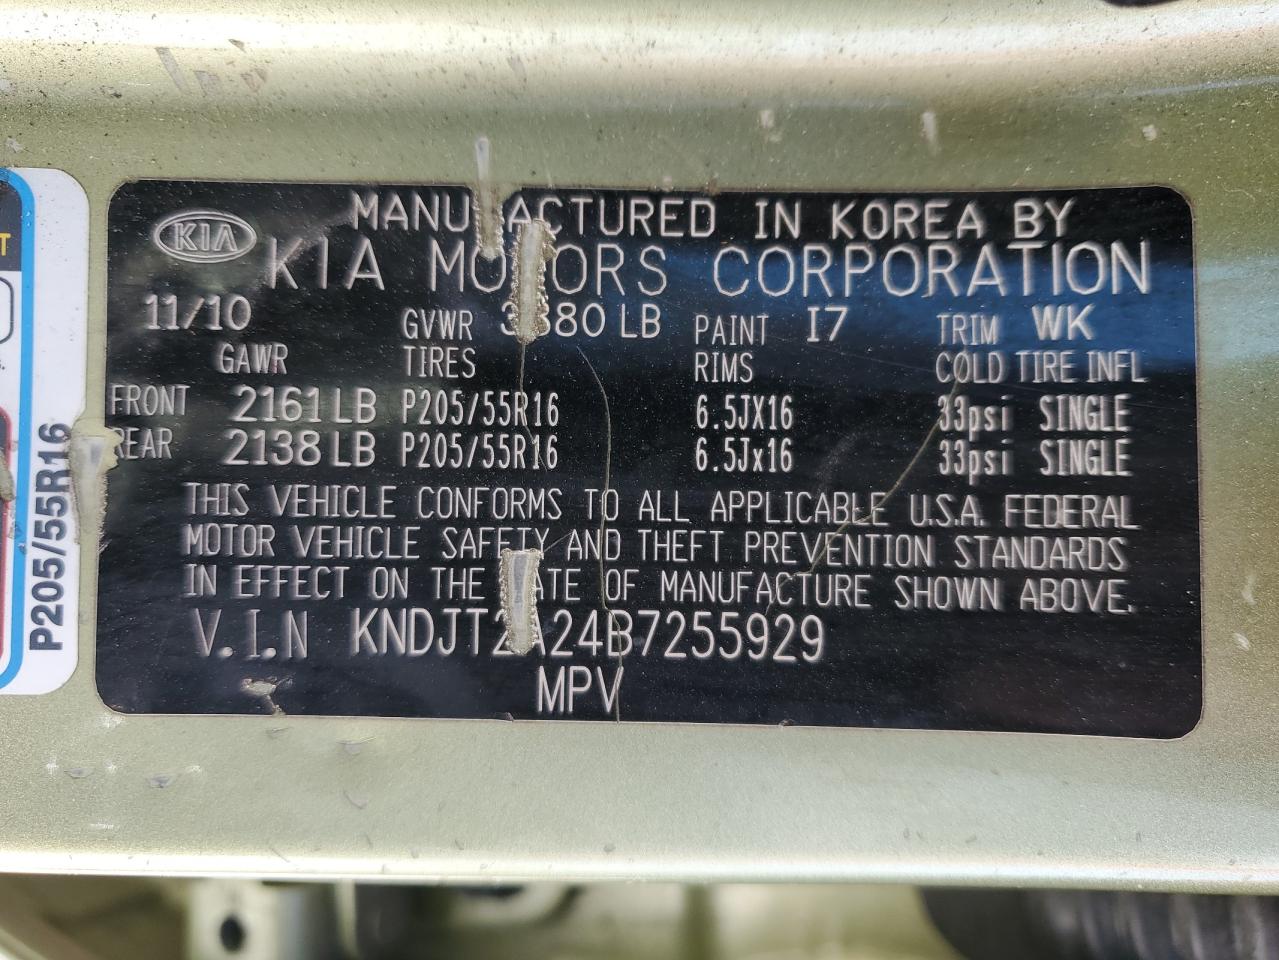 P205/55R16
KIA
MANUFACTURED IN KOREA BY
KIA MOTORS CORPORATION
11/10 GVWR 3880 LB PAINT I7 TRIM WK
GAWR TIRES RIMS COLD TIRE INFL
FRONT 2161 LB P205/55R16 6.5JX16 33psi SINGLE
REAR 2138 LB P205/55R16 6.5Jx16 33psi SINGLE
THIS VEHICLE CONFORMS TO ALL APPLICABLE U.S.A. FEDERAL
MOTOR VEHICLE SAFETY AND THEFT PREVENTION STANDARDS
IN EFFECT ON THE DATE OF MANUFACTURE SHOWN ABOVE.
V.I.N KNDJT2A24B7255929
MPV